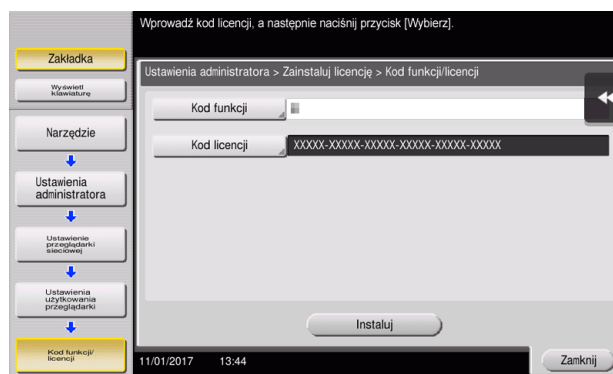 Wprowadź kod licencji, a następnie naciśnij przycisk [Wybierz].
Zakładka
Wyświetl
klawiaturę
Narzędzie
Ustawienia
administratora
Ustawienie
przeglądarki
sieciowej
Ustawienia
użytkowania
przeglądarki
Kod funkcji/
licencji
Ustawienia administratora > Zainstaluj licencję > Kod funkcji/licencji
Kod funkcji
Kod licencji XXXXX-XXXXX-XXXXX-XXXXX-XXXXX-XXXXX
Instaluj
11/01/2017 13:44
Zamknij